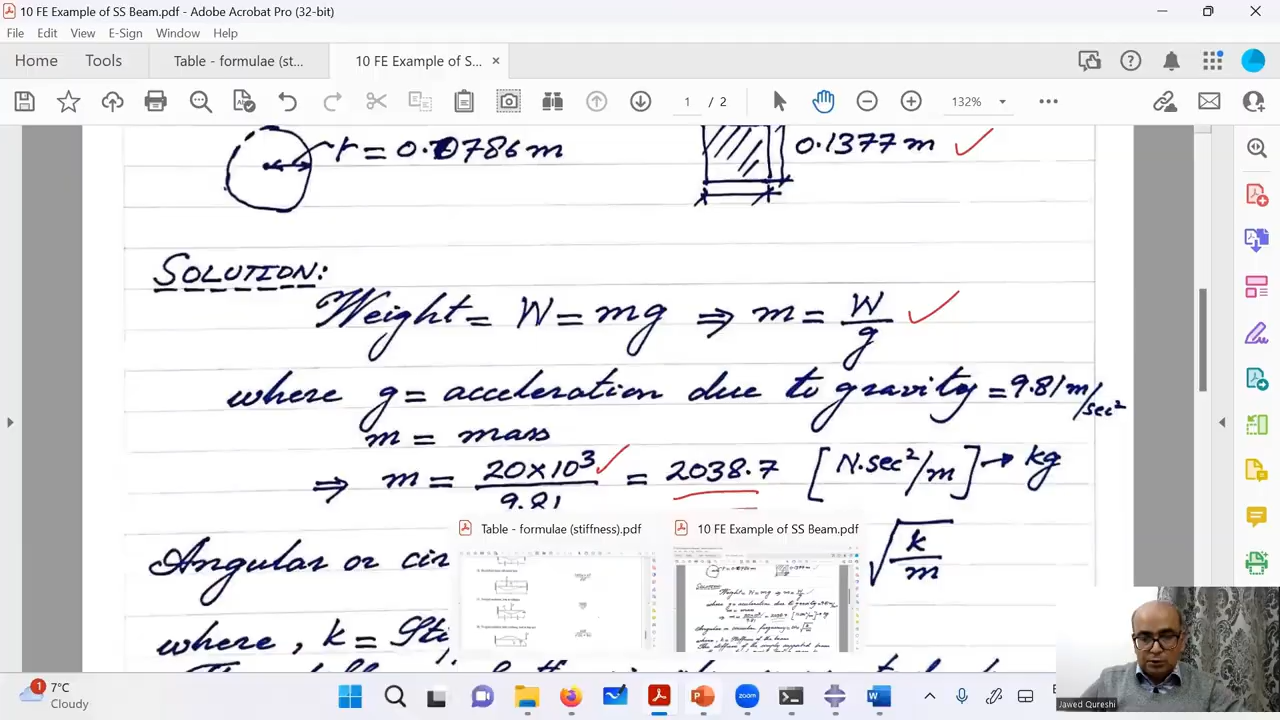 10 FE Example of SS Beam.pdf - Adobe Acrobat Pro (32-bit)
File Edit View E-Sign Window Help
Home Tools Table - formulae (st... 10 FE Example of S... ×
1 / 2 132%
r = 0.0786 m 0.1377 m ✓
SOLUTION:
Weight = W = mg ⇒ m = W/g ✓
where g = acceleration due to gravity = 9.81 m/sec²
m = mass
⇒ m = 20×10³/9.81 ✓ = 2038.7 [N.sec²/m] → kg
Table - formulae (stiffness).pdf 10 FE Example of SS Beam.pdf
Angular or cir √k/m
where, k = Sti
Jawed Qureshi
1 7°C
Cloudy
zoom